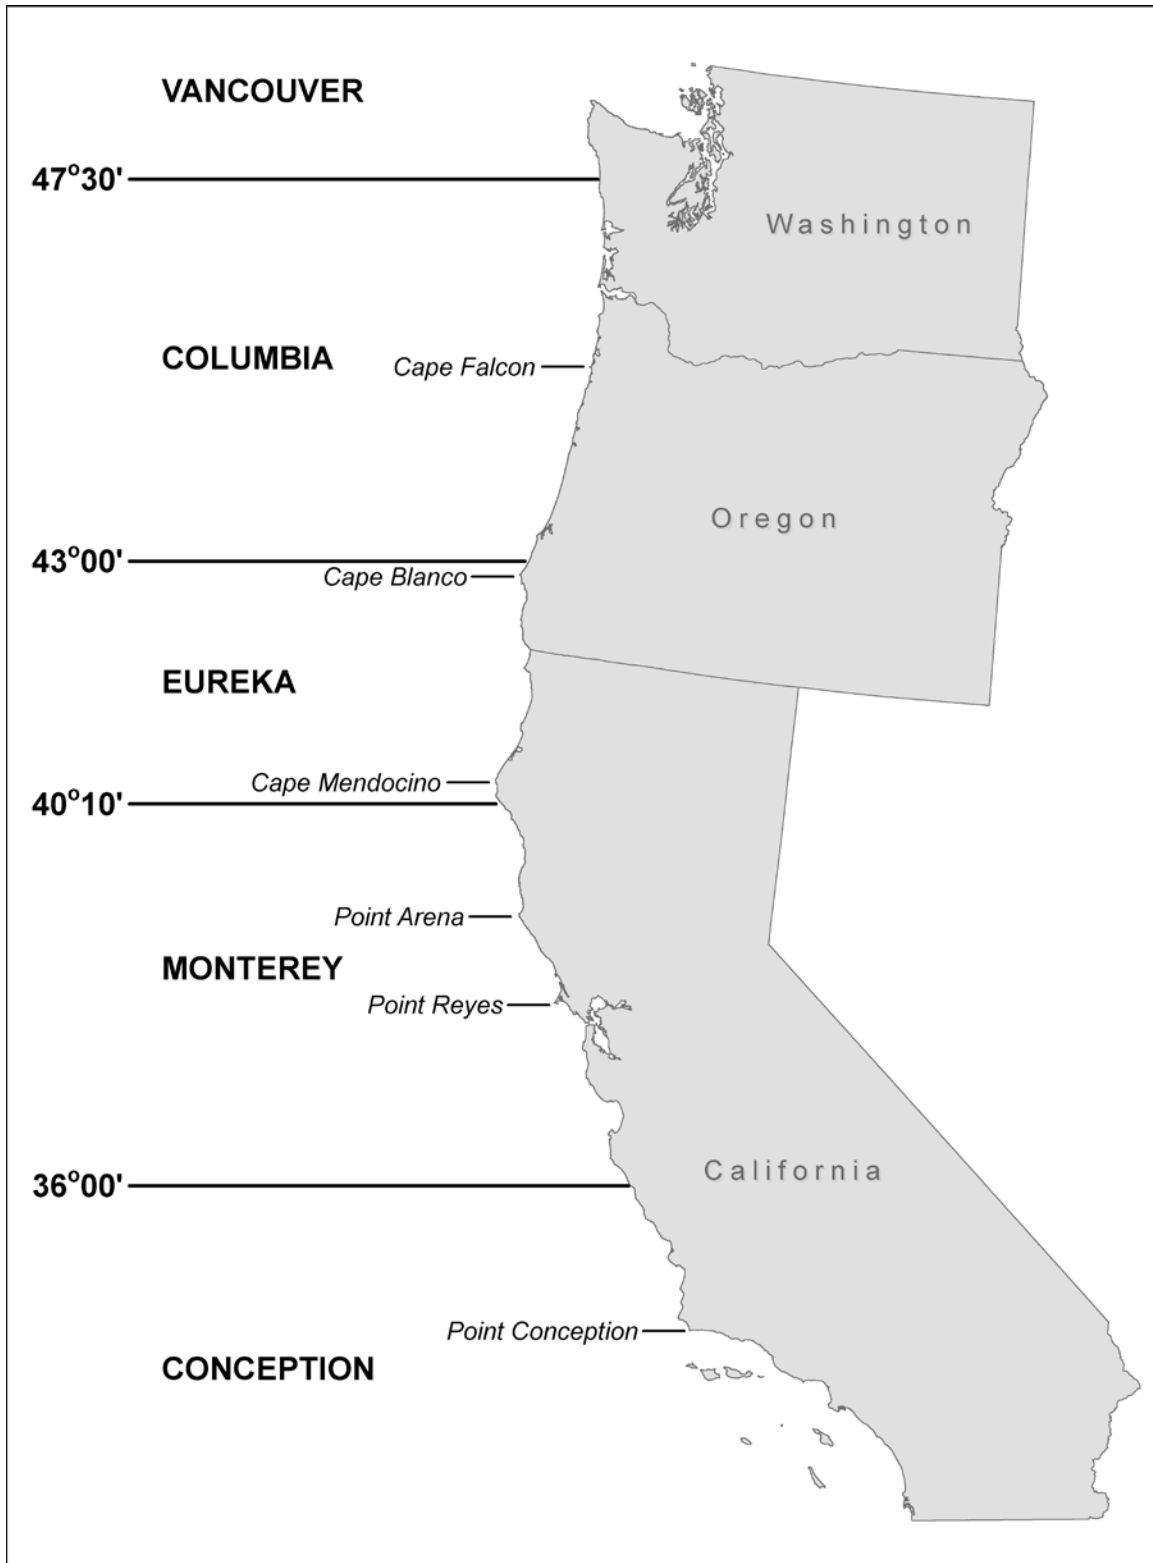 VANCOUVER
47°30'
Washington
COLUMBIA
Cape Falcon
Oregon
43°00'
Cape Blanco
EUREKA
Cape Mendocino
40°10'
Point Arena
MONTEREY
Point Reyes
California
36°00'
Point Conception
CONCEPTION